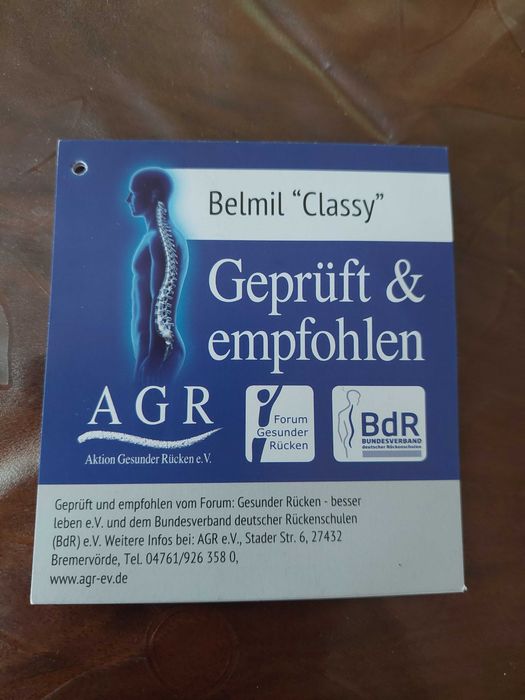 Belmil “Classy”
Geprüft &
empfohlen
AGR
Aktion Gesunder Rücken e.V.
Forum
Gesunder
Rücken
BdR
BUNDESVERBAND
deutscher Rückenschulen
Geprüft und empfohlen vom Forum: Gesunder Rücken - besser
leben e.V. und dem Bundesverband deutscher Rückenschulen
(BdR) e.V. Weitere Infos bei: AGR e.V., Stader Str. 6, 27432
Bremervörde, Tel. 04761/926 358 0,
www.agr-ev.de